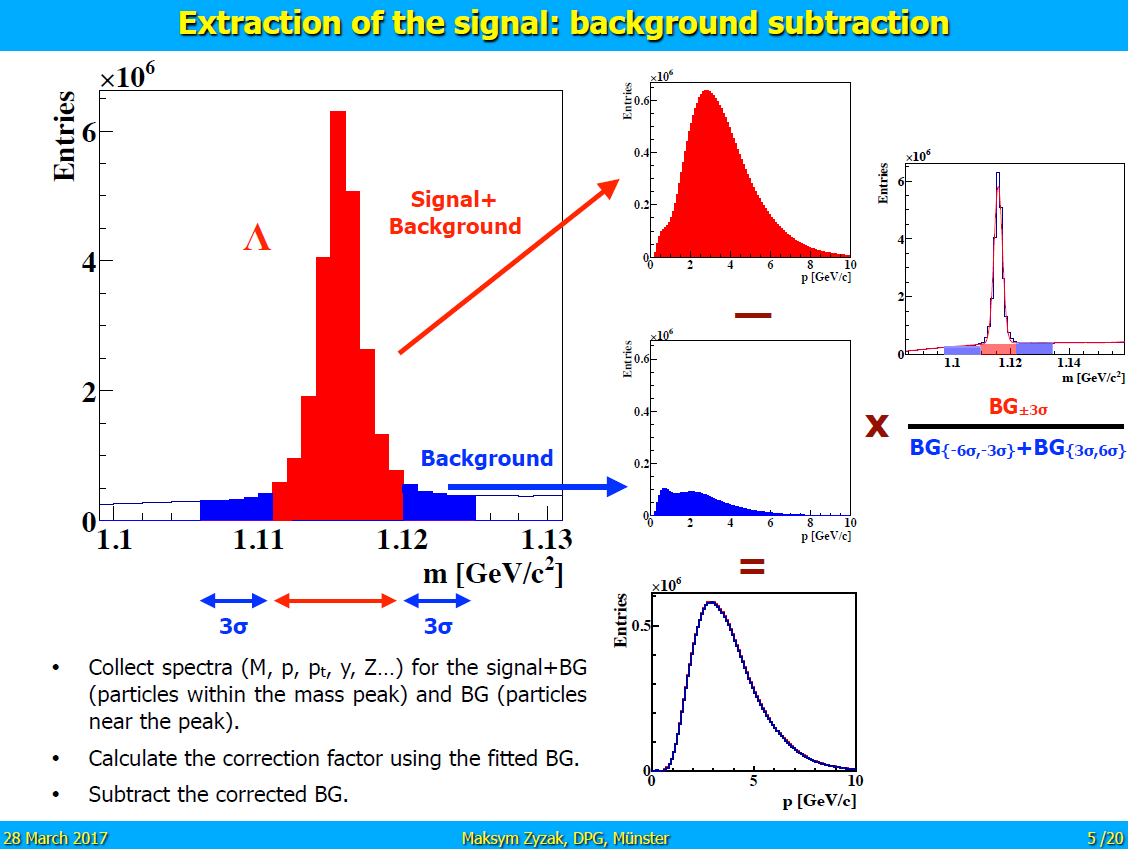 Extraction of the signal: background subtraction
×10⁶
Entries
6
4
2
0
1.1
1.11
1.12
1.13
m [GeV/c²]
Λ
Signal+
Background
Background
3σ
3σ
×10⁶
Entries
0.6
0.4
0.2
0
0
2
4
6
8
10
p [GeV/c]
—
×10⁶
Entries
0.6
0.4
0.2
0
0
2
4
6
8
10
p [GeV/c]
x
×10⁶
Entries
6
4
2
0
1.1
1.12
1.14
m [GeV/c²]
BG±3σ
BG{-6σ,-3σ}+BG{3σ,6σ}
=
×10⁶
Entries
0.5
0
0
5
10
p [GeV/c]
• Collect spectra (M, p, pₜ, y, Z...) for the signal+BG
(particles within the mass peak) and BG (particles
near the peak).
• Calculate the correction factor using the fitted BG.
• Subtract the corrected BG.
28 March 2017
Maksym Zyzak, DPG, Münster
5 /20